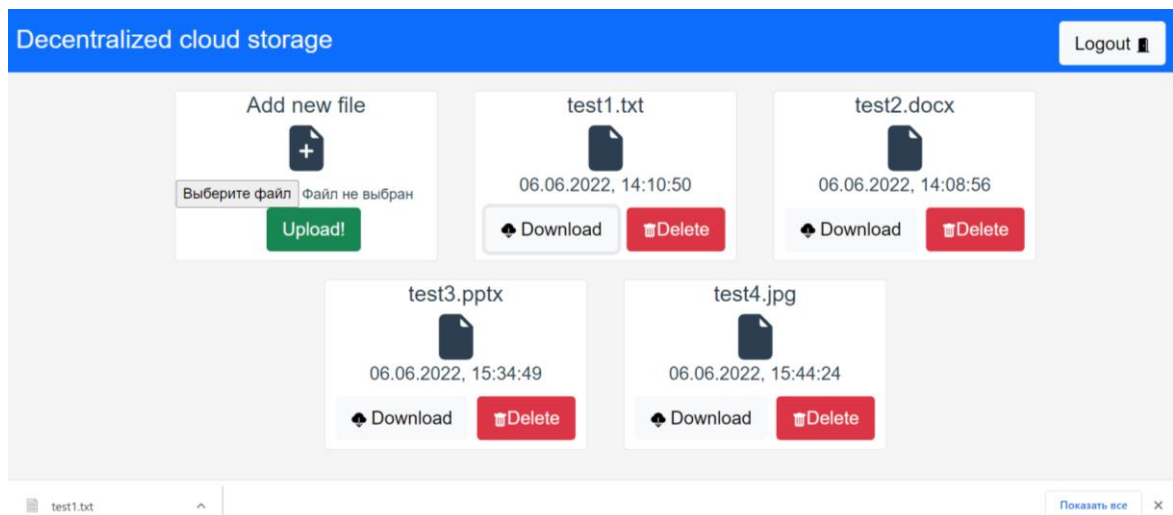 Decentralized cloud storage
Logout
Add new file
Выберите файл Файл не выбран
Upload!
test1.txt
06.06.2022, 14:10:50
Download Delete
test2.docx
06.06.2022, 14:08:56
Download Delete
test3.pptx
06.06.2022, 15:34:49
Download Delete
test4.jpg
06.06.2022, 15:44:24
Download Delete
test1.txt
Показать все